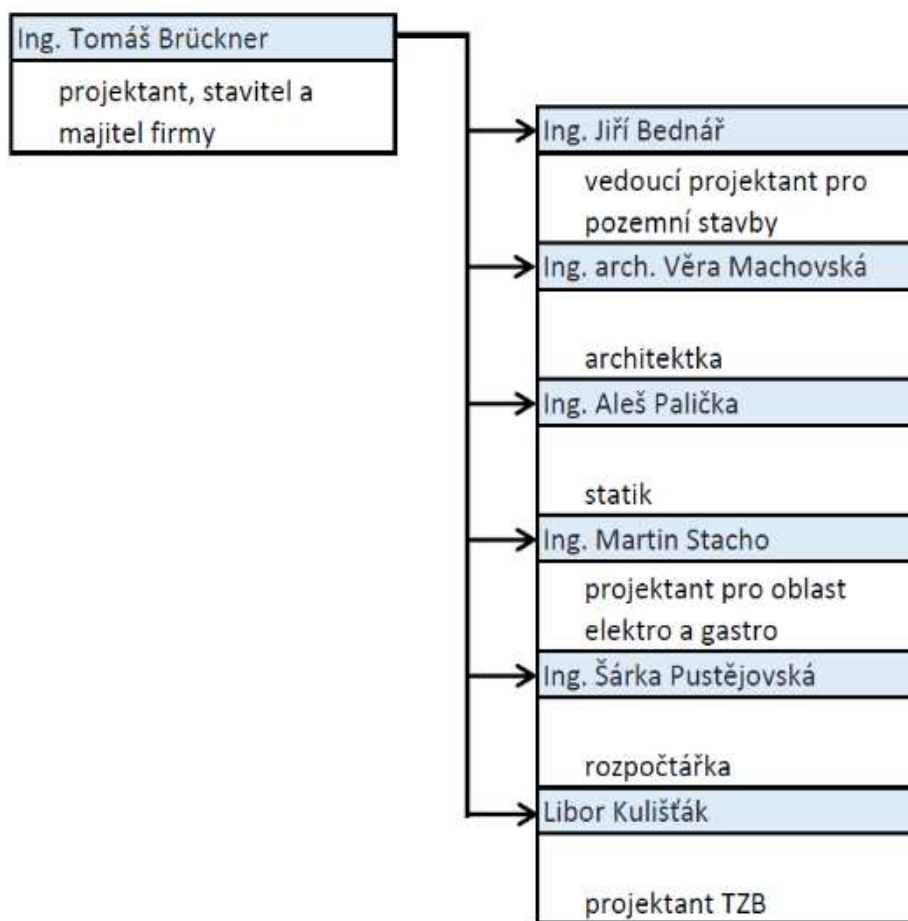 Ing. Tomáš Brückner
projektant, stavitel a
majitel firmy
Ing. Jiří Bednář
vedoucí projektant pro
pozemní stavby
Ing. arch. Věra Machovská
architektka
Ing. Aleš Palička
statik
Ing. Martin Stacho
projektant pro oblast
elektro a gastro
Ing. Šárka Pustějovská
rozpočtářka
Libor Kulišťák
projektant TZB